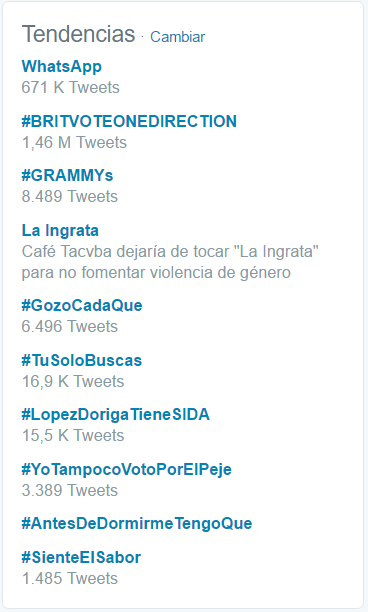 Tendencias · Cambiar
WhatsApp
671 K Tweets
#BRITVOTEONEDIRECTION
1,46 M Tweets
#GRAMMYs
8.489 Tweets
La Ingrata
Café Tacvba dejaría de tocar "La Ingrata"
para no fomentar violencia de género
#GozoCadaQue
6.496 Tweets
#TuSoloBuscas
16,9 K Tweets
#LopezDorigaTieneSIDA
15,5 K Tweets
#YoTampocoVotoPorElPeje
3.389 Tweets
#AntesDeDormirmeTengoQue
#SienteElSabor
1.485 Tweets